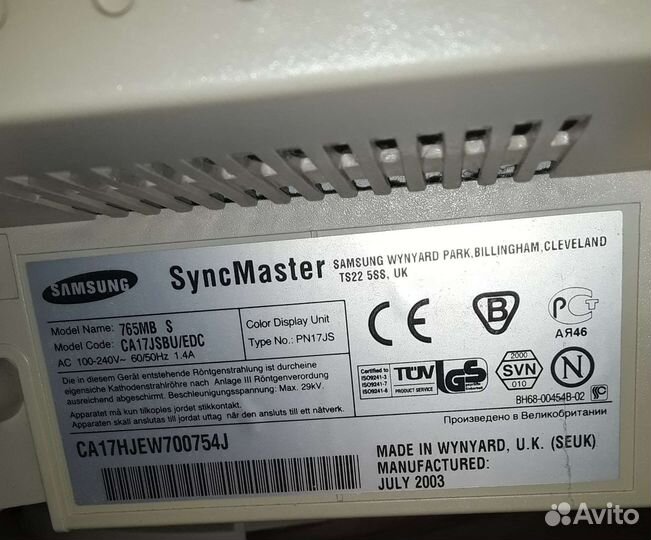 SAMSUNG
SyncMaster
SAMSUNG WYNYARD PARK,BILLINGHAM,CLEVELAND
TS22 5SS, UK
Model Name: 765MB S
Model Code: CA17JSBU/EDC
AC 100-240V~ 60/50Hz 1.4A
Color Display Unit
Type No.: PN17JS
CE
B
PCT
АЯ46
Die in diesem Gerät entstehende Röntgenstrahlung ist durcheine
eigensichere Kathodenstrahlröhre nach Anlage III Röntgenverordung
abgeschirmt. Beschleunigungsspannung: Max. 29kV.
Apparatet må kun tilkoples jordet stikkontakt.
Apparaten skall anslutas till jordat uttag när den ansluts till ett nätverk.
Certified to
ISO9241-3
ISO9241-7
ISO9241-8
TÜV
PRODUCT SERVICE
GS
2000
SVN
010
N
BH68-00454B-02
Произведено в Великобритании
CA17HJEW700754J
MADE IN WYNYARD, U.K. (SEUK)
MANUFACTURED:
JULY 2003
Avito